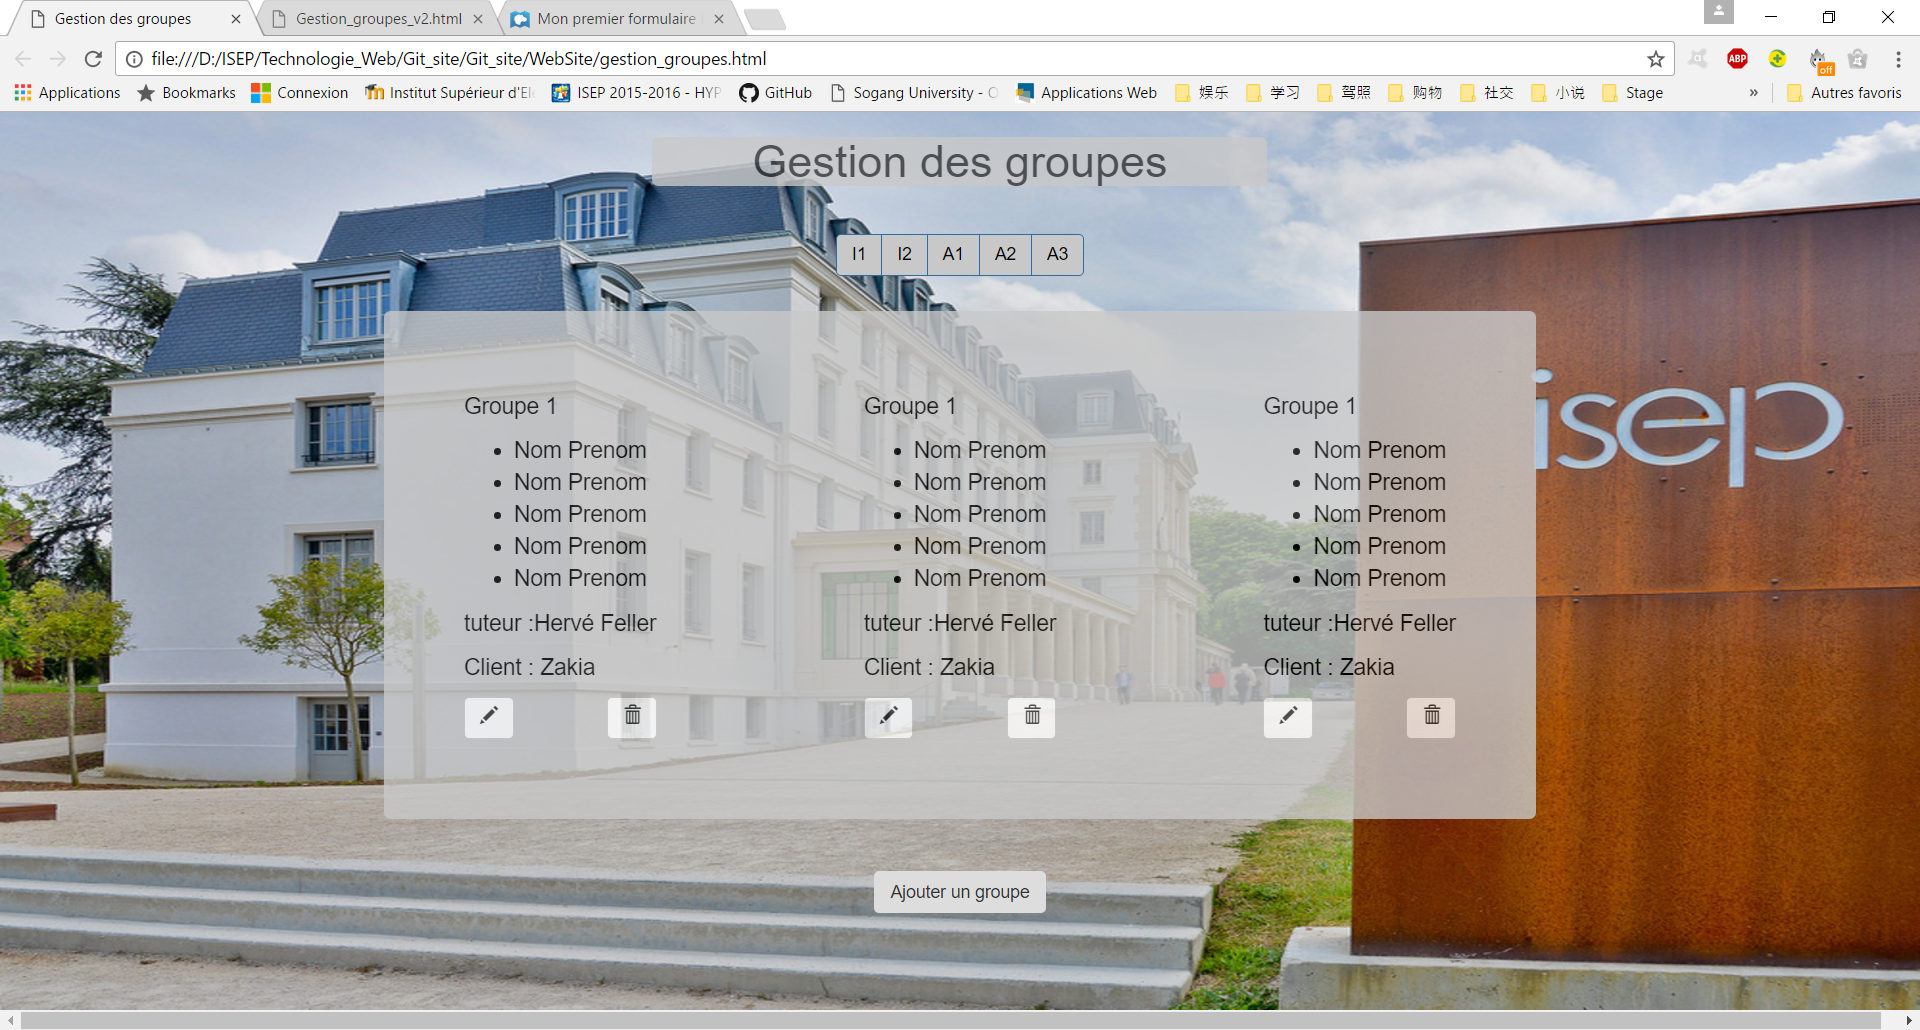 Gestion des groupes
Gestion_groupes_v2.html
Mon premier formulaire
file:///D:/ISEP/Technologie_Web/Git_site/Git_site/WebSite/gestion_groupes.html
ABP
off
Applications
Bookmarks
Connexion
Institut Supérieur d'El
ISEP 2015-2016 - HYP
GitHub
Sogang University - C
Applications Web
娱乐
学习
驾照
购物
社交
小说
Stage
»
Autres favoris
Gestion des groupes
I1 I2 A1 A2 A3
isep
Groupe 1
Nom Prenom
Nom Prenom
Nom Prenom
Nom Prenom
Nom Prenom
tuteur :Hervé Feller
Client : Zakia
Groupe 1
Nom Prenom
Nom Prenom
Nom Prenom
Nom Prenom
Nom Prenom
tuteur :Hervé Feller
Client : Zakia
Groupe 1
Nom Prenom
Nom Prenom
Nom Prenom
Nom Prenom
Nom Prenom
tuteur :Hervé Feller
Client : Zakia
Ajouter un groupe